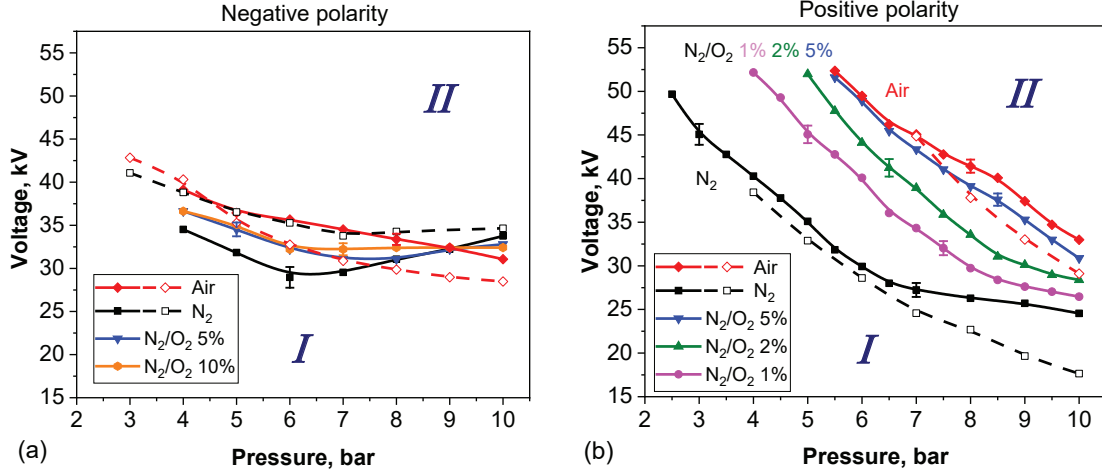 Negative polarity
Voltage, kV
55
50
45
40
35
30
25
20
15
II
I
Air
N₂
N₂/O₂ 5%
N₂/O₂ 10%
2 3 4 5 6 7 8 9 10
Pressure, bar
(a)
Positive polarity
Voltage, kV
55
50
45
40
35
30
25
20
15
N₂/O₂ 1% 2% 5%
Air
II
N₂
I
Air
N₂
N₂/O₂ 5%
N₂/O₂ 2%
N₂/O₂ 1%
2 3 4 5 6 7 8 9 10
Pressure, bar
(b)